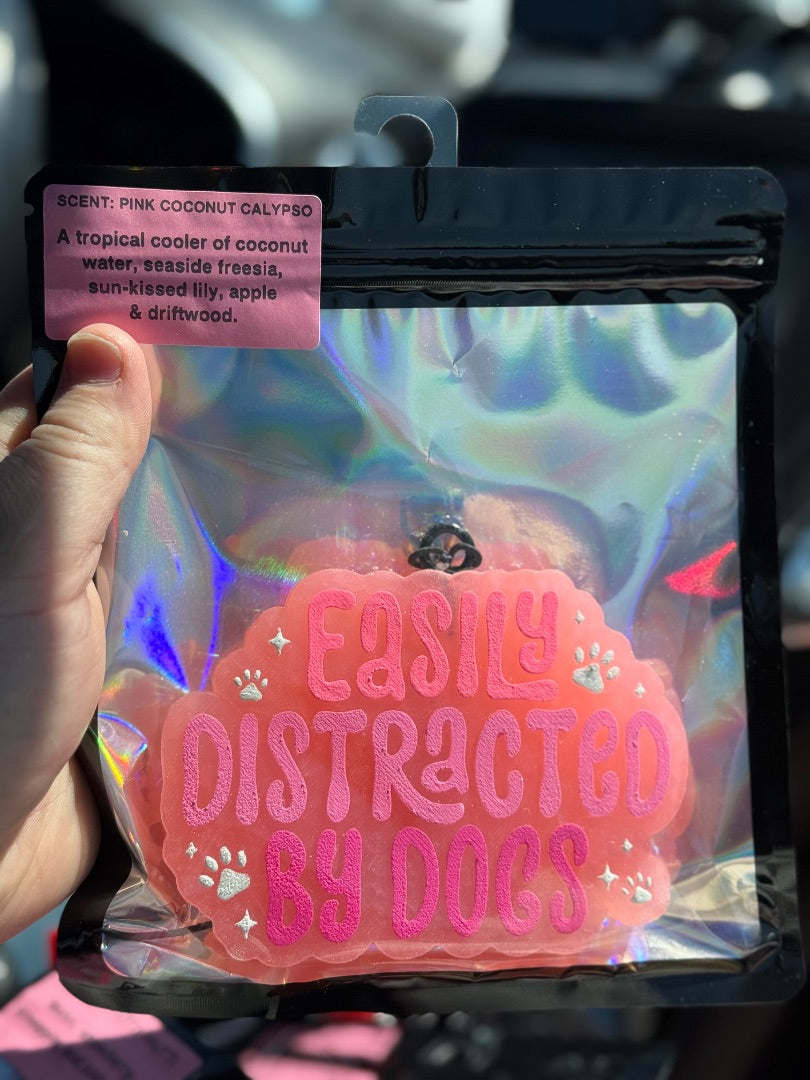 SCENT: PINK COCONUT CALYPSO
A tropical cooler of coconut
water, seaside freesia,
sun-kissed lily, apple
& driftwood.
EaSILY
DISTRaCTeD
BY DOGS